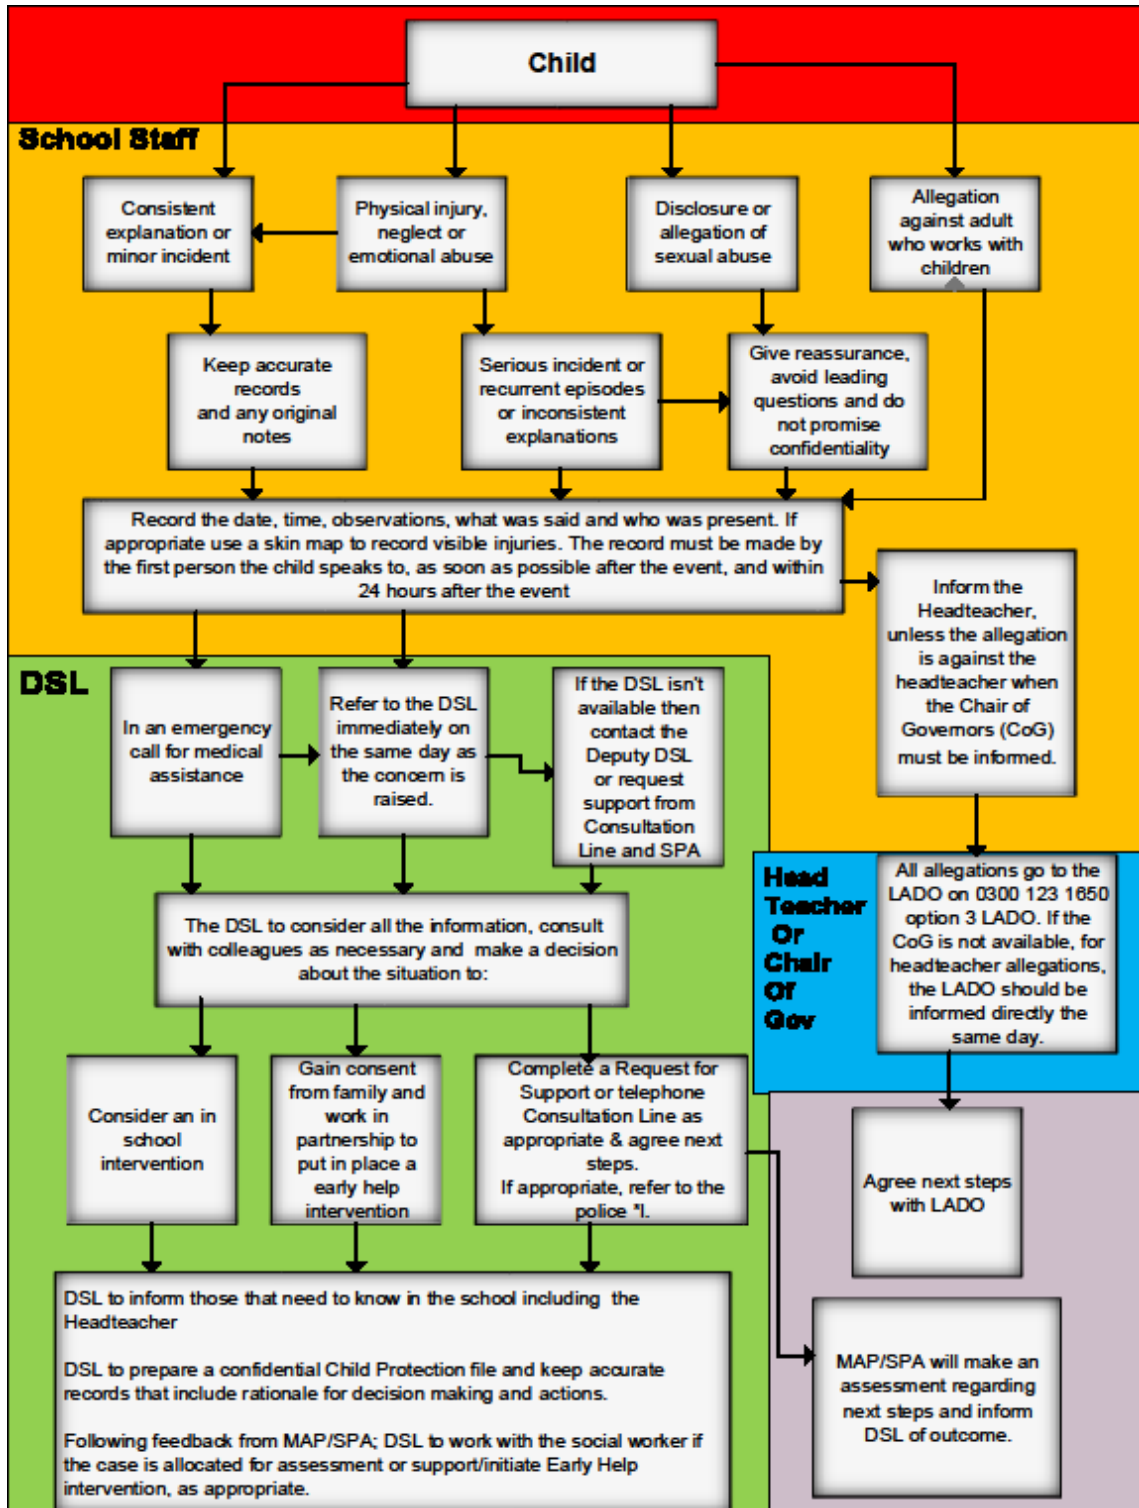 Child
School Staff
Consistent
explanation or
minor incident
Physical injury,
neglect or
emotional abuse
Disclosure or
allegation of
sexual abuse
Allegation
against adult
who works with
children
Keep accurate
records
and any original
notes
Serious incident or
recurrent episodes
or inconsistent
explanations
Give reassurance,
avoid leading
questions and do
not promise
confidentiality
Record the date, time, observations, what was said and who was present. If
appropriate use a skin map to record visible injuries. The record must be made by
the first person the child speaks to, as soon as possible after the event, and within
24 hours after the event
Inform the
Headteacher,
unless the allegation
is against the
headteacher when
the Chair of
Governors (CoG)
must be informed.
DSL
In an emergency
call for medical
assistance
Refer to the DSL
immediately on
the same day as
the concern is
raised.
If the DSL isn't
available then
contact the
Deputy DSL
or request
support from
Consultation
Line and SPA
Head
Teacher
Or
Chair
Of
Gov
All allegations go to the
LADO on 0300 123 1650
option 3 LADO. If the
CoG is not available, for
headteacher allegations,
the LADO should be
informed directly the
same day.
The DSL to consider all the information, consult
with colleagues as necessary and make a decision
about the situation to:
Consider an in
school
intervention
Gain consent
from family and
work in
partnership to
put in place a
early help
intervention
Complete a Request for
Support or telephone
Consultation Line as
appropriate & agree next
steps.
If appropriate, refer to the
police *I.
Agree next steps
with LADO
DSL to inform those that need to know in the school including the
Headteacher
DSL to prepare a confidential Child Protection file and keep accurate
records that include rationale for decision making and actions.
Following feedback from MAP/SPA; DSL to work with the social worker if
the case is allocated for assessment or support/initiate Early Help
intervention, as appropriate.
MAP/SPA will make an
assessment regarding
next steps and inform
DSL of outcome.